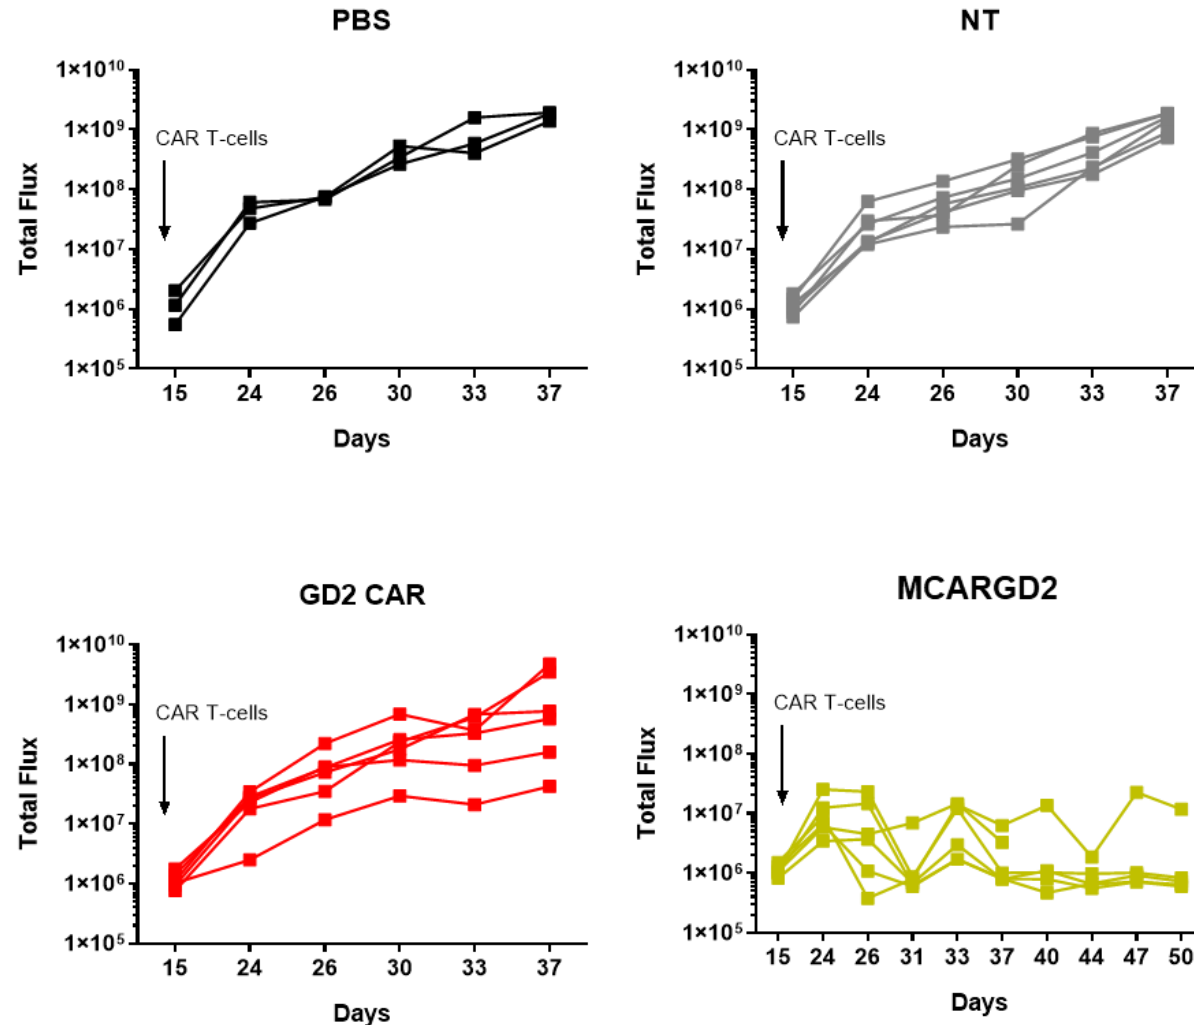 PBS
1×10¹⁰
1×10⁹
1×10⁸
1×10⁷
1×10⁶
1×10⁵
Total Flux
CAR T-cells
15 24 26 30 33 37
Days
NT
1×10¹⁰
1×10⁹
1×10⁸
1×10⁷
1×10⁶
1×10⁵
Total Flux
CAR T-cells
15 24 26 30 33 37
Days
GD2 CAR
1×10¹⁰
1×10⁹
1×10⁸
1×10⁷
1×10⁶
1×10⁵
Total Flux
CAR T-cells
15 24 26 30 33 37
Days
MCARGD2
1×10¹⁰
1×10⁹
1×10⁸
1×10⁷
1×10⁶
1×10⁵
Total Flux
CAR T-cells
15 24 26 31 33 37 40 44 47 50
Days